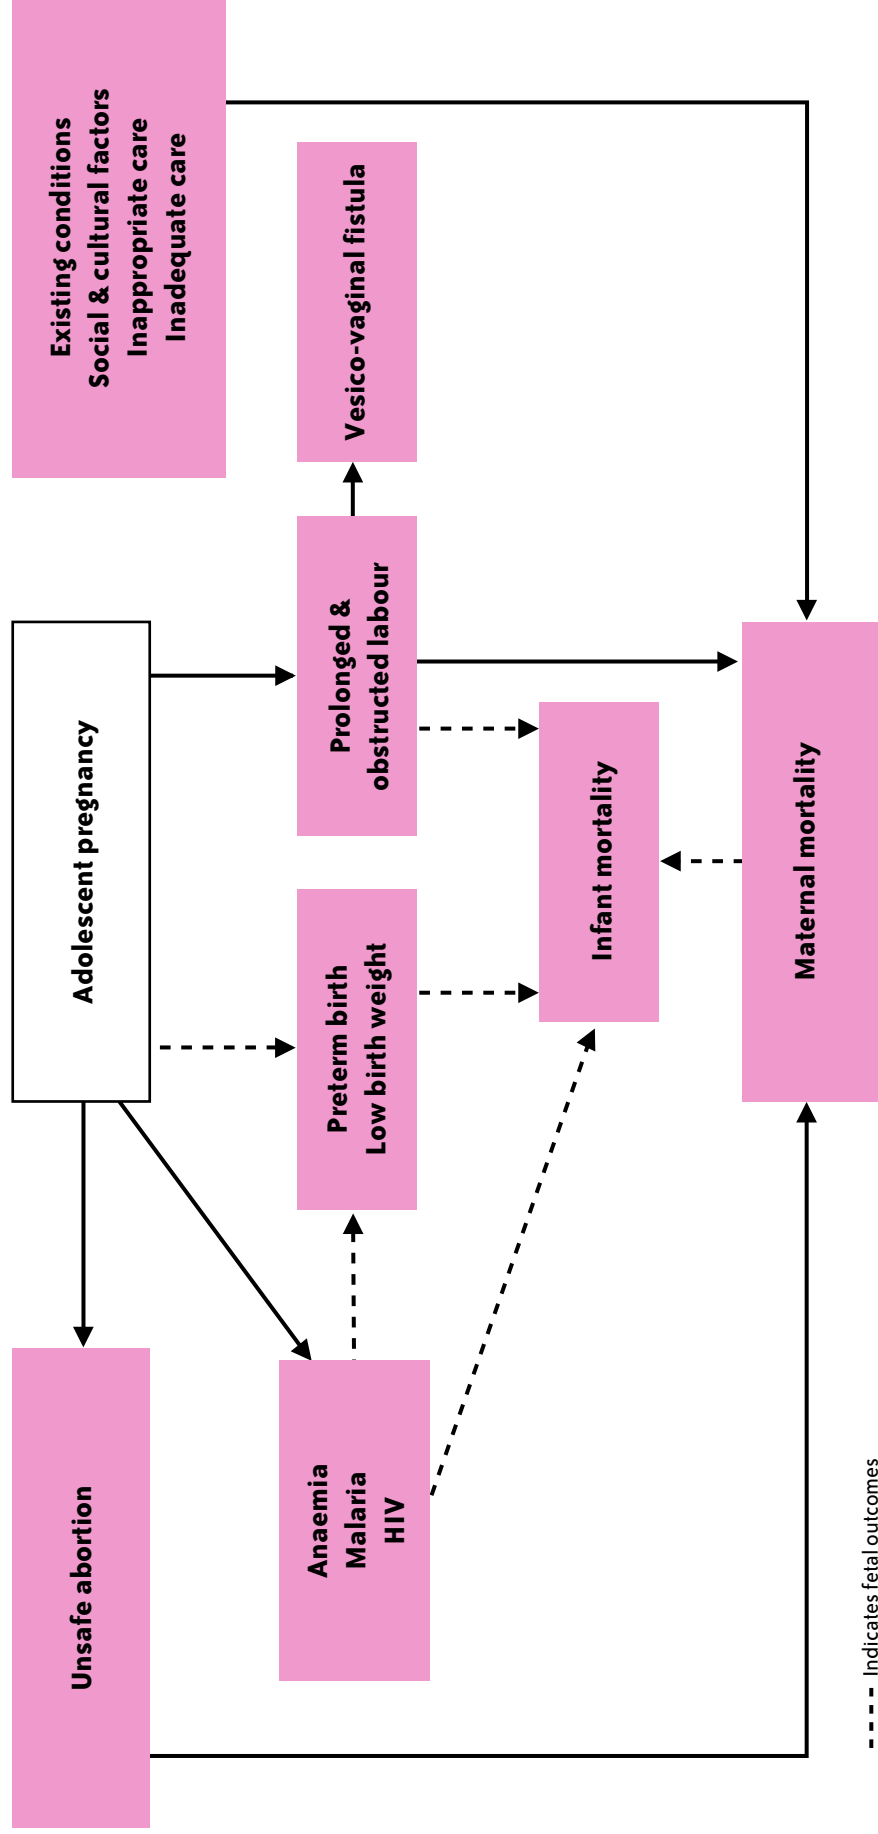 Unsafe abortion
Adolescent pregnancy
Existing conditions
Social & cultural factors
Inappropriate care
Inadequate care
Anaemia
Malaria
HIV
Preterm birth
Low birth weight
Prolonged &
obstructed labour
Vesico-vaginal fistula
Infant mortality
Maternal mortality
Indicates fetal outcomes